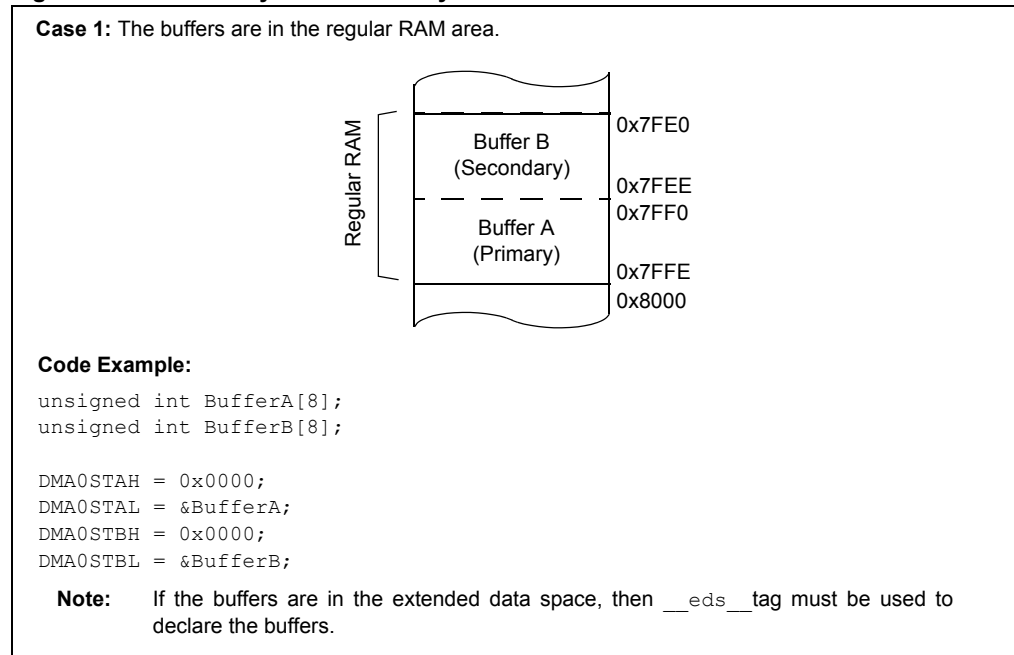 Case 1: The buffers are in the regular RAM area.
Regular RAM
Buffer B
(Secondary)
0x7FE0
0x7FEE
0x7FF0
Buffer A
(Primary)
0x7FFE
0x8000
Code Example:
unsigned int BufferA[8];
unsigned int BufferB[8];
DMA0STAH = 0x0000;
DMA0STAL = &BufferA;
DMA0STBH = 0x0000;
DMA0STBL = &BufferB;
Note: If the buffers are in the extended data space, then __eds__tag must be used to
declare the buffers.